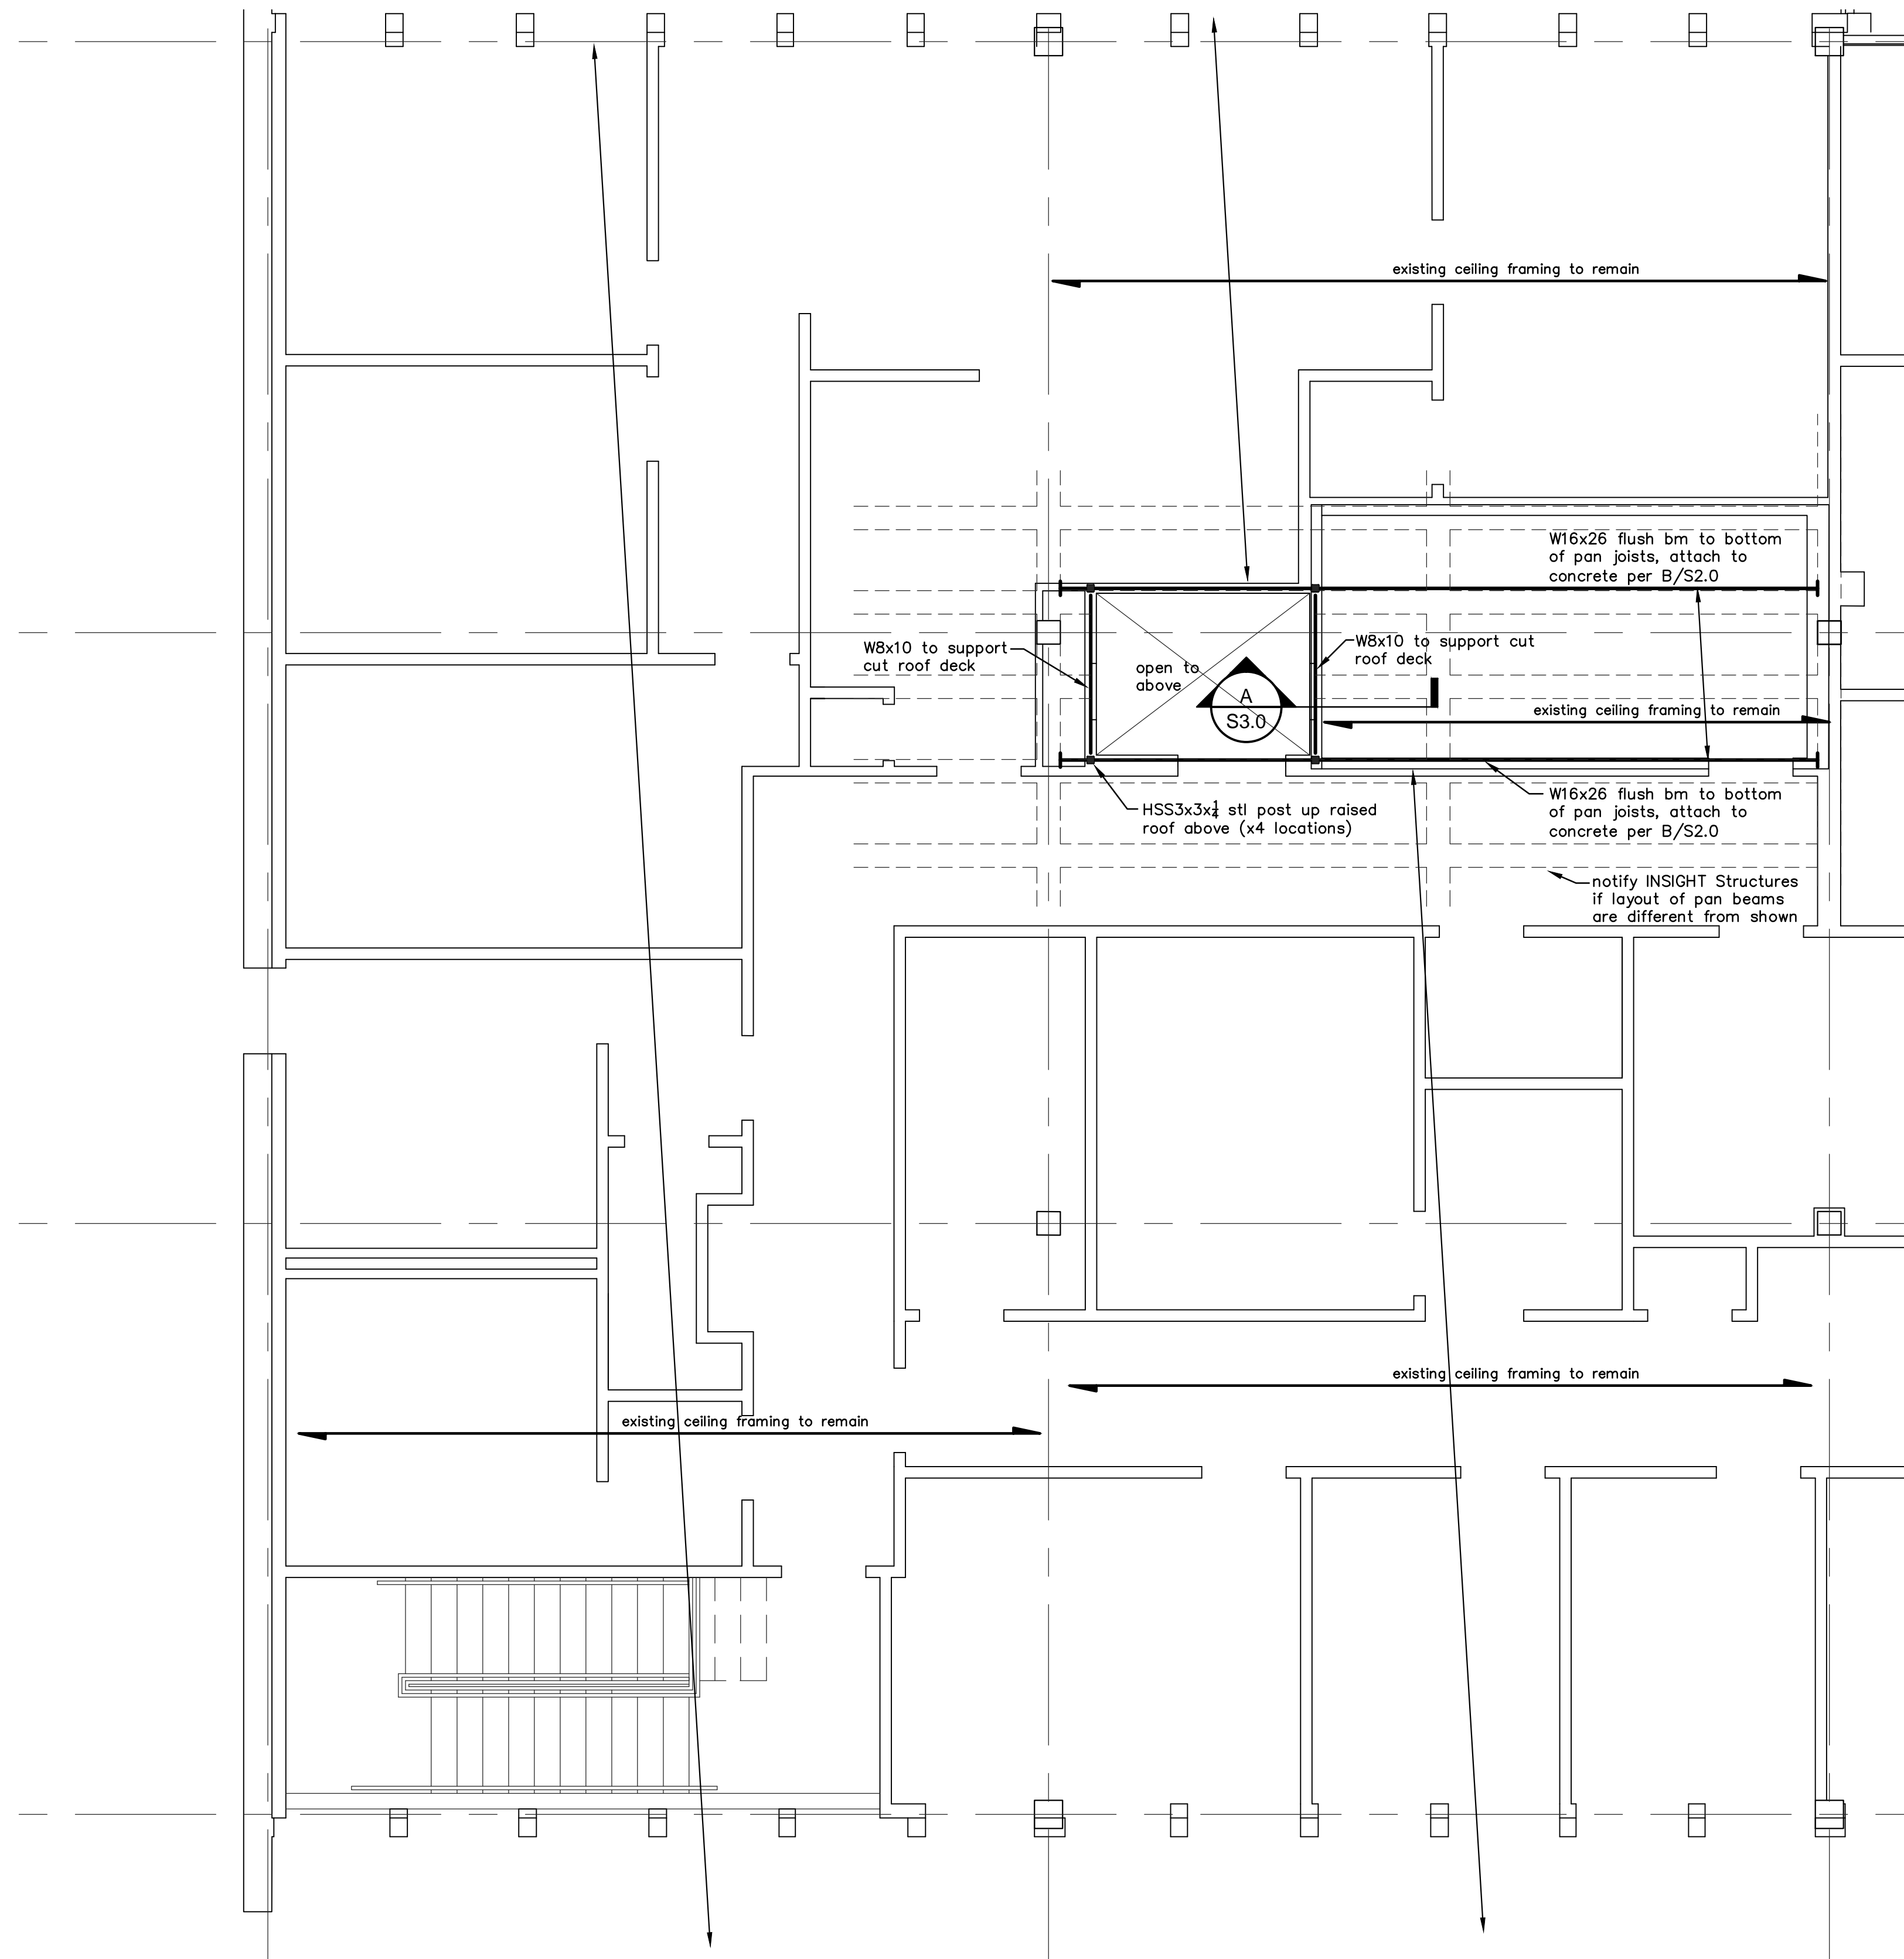 existing ceiling framing to remain
W16x26 flush bm to bottom
of pan joists, attach to
concrete per B/S2.0
W8x10 to support
cut roof deck
open to
above
A
S3.0
W8x10 to support cut
roof deck
existing ceiling framing to remain
HSS3x3x1/4 stl post up raised
roof above (x4 locations)
W16x26 flush bm to bottom
of pan joists, attach to
concrete per B/S2.0
notify INSIGHT Structures
if layout of pan beams
are different from shown
existing ceiling framing to remain
existing ceiling framing to remain